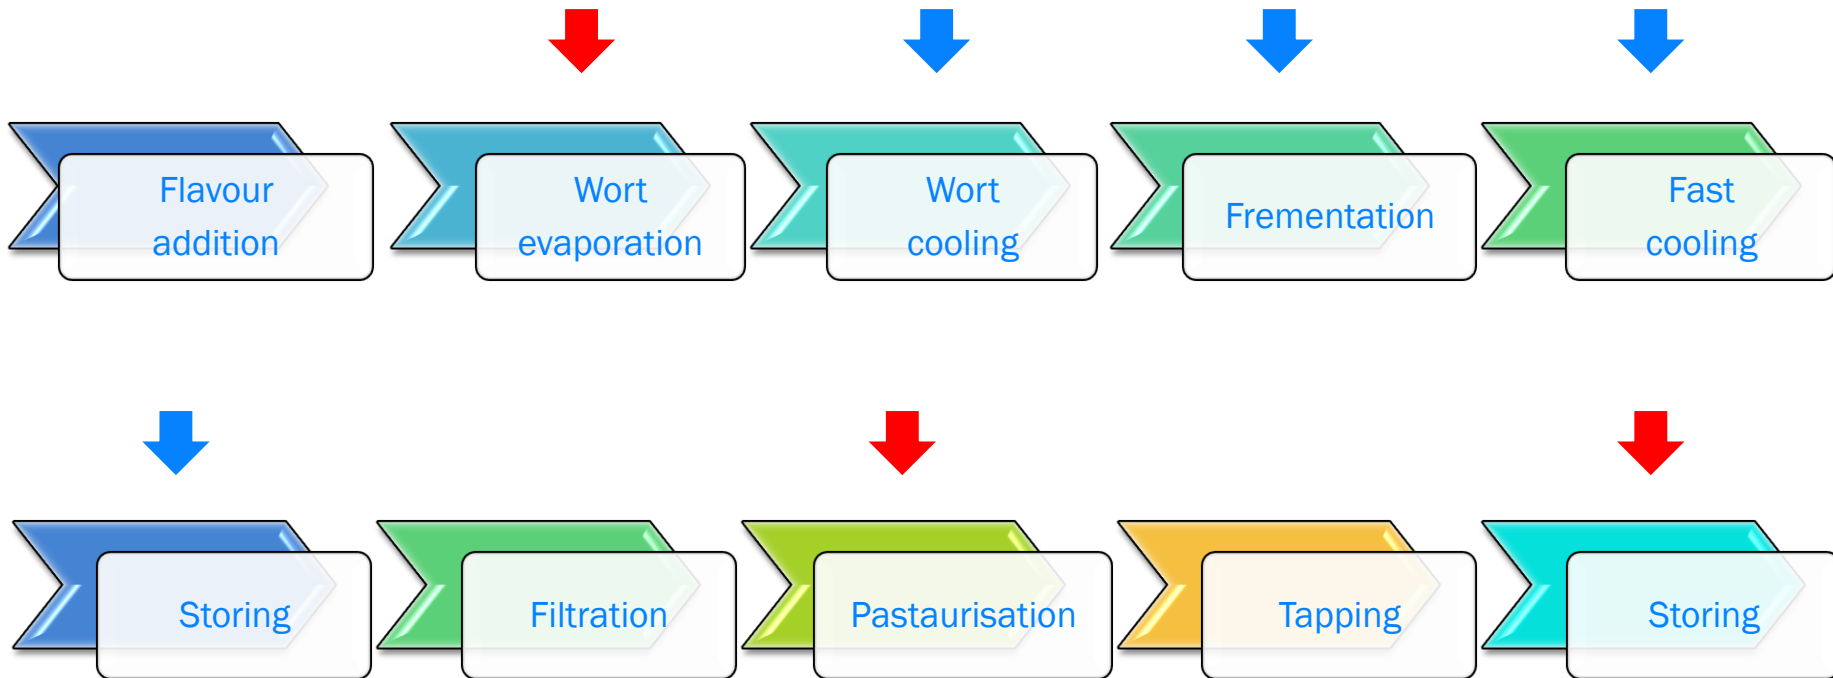 Flavour
addition
Wort
evaporation
Wort
cooling
Frementation
Fast
cooling
Storing
Filtration
Pastaurisation
Tapping
Storing